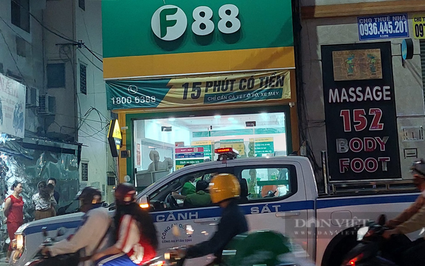 F88
CHO THUÊ NHÀ
0936.445.201
15 PHÚT CÓ TIỀN
CHỈ CẦN CÀ VẸT Ô TÔ, XE MÁY
1800 6388
MASSAGE
152
BODY
FOOT
CẢNH SÁT
DÂN VIỆT